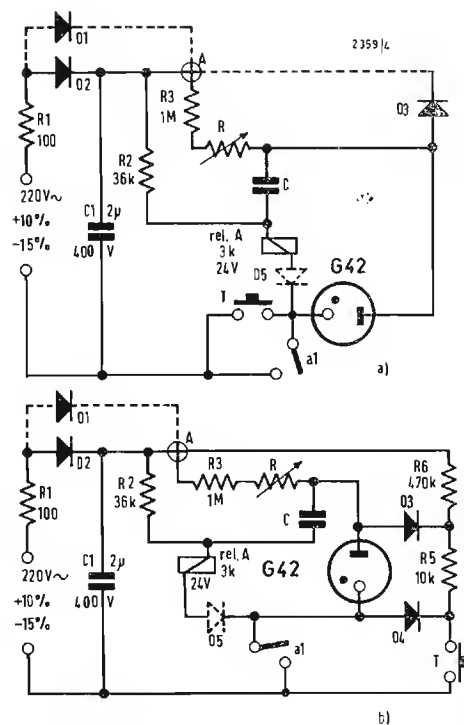 D1
2359/4
A
D2
R3
1M
D3
R
R1
100
R2
36k
C
220V~
+10%
-15%
C1
2µ
400 V
rel. A
3k
24V
D5
G42
T
a1
a)
D1
A
D2
R6
470k
R3
1M
R
R2
36k
R1
100
C
D3
220V~
+10%
-15%
C1
2µ
400 V
rel. A
24V
3k
G42
R5
10k
D5
D4
a1
T
b)